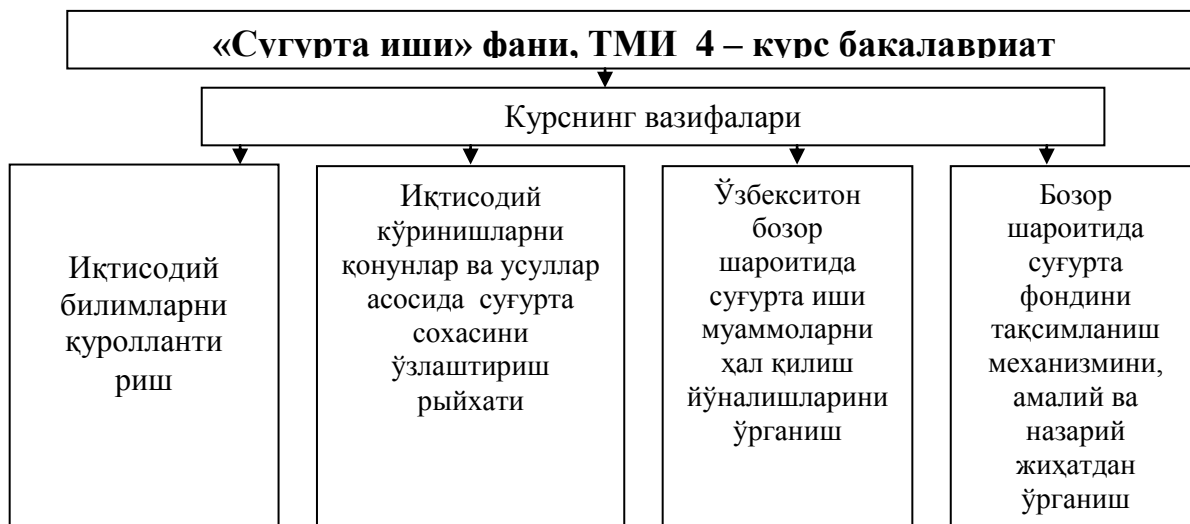 «Суғурта иши» фани, ТМИ 4 – курс бакалавриат
Курснинг вазифалари
Иқтисодий
билимларни
қуролланти
риш
Иқтисодий
кўринишларни
қонунлар ва усуллар
асосида суғурта
сохасини
ўзлаштириш
рыйхати
Ўзбекситон
бозор
шароитида
суғурта иши
муаммоларни
ҳал қилиш
йўналишларини
ўрганиш
Бозор
шароитида
суғурта
фондини
тақсимланиш
механизмини,
амалий ва
назарий
жиҳатдан
ўрганиш